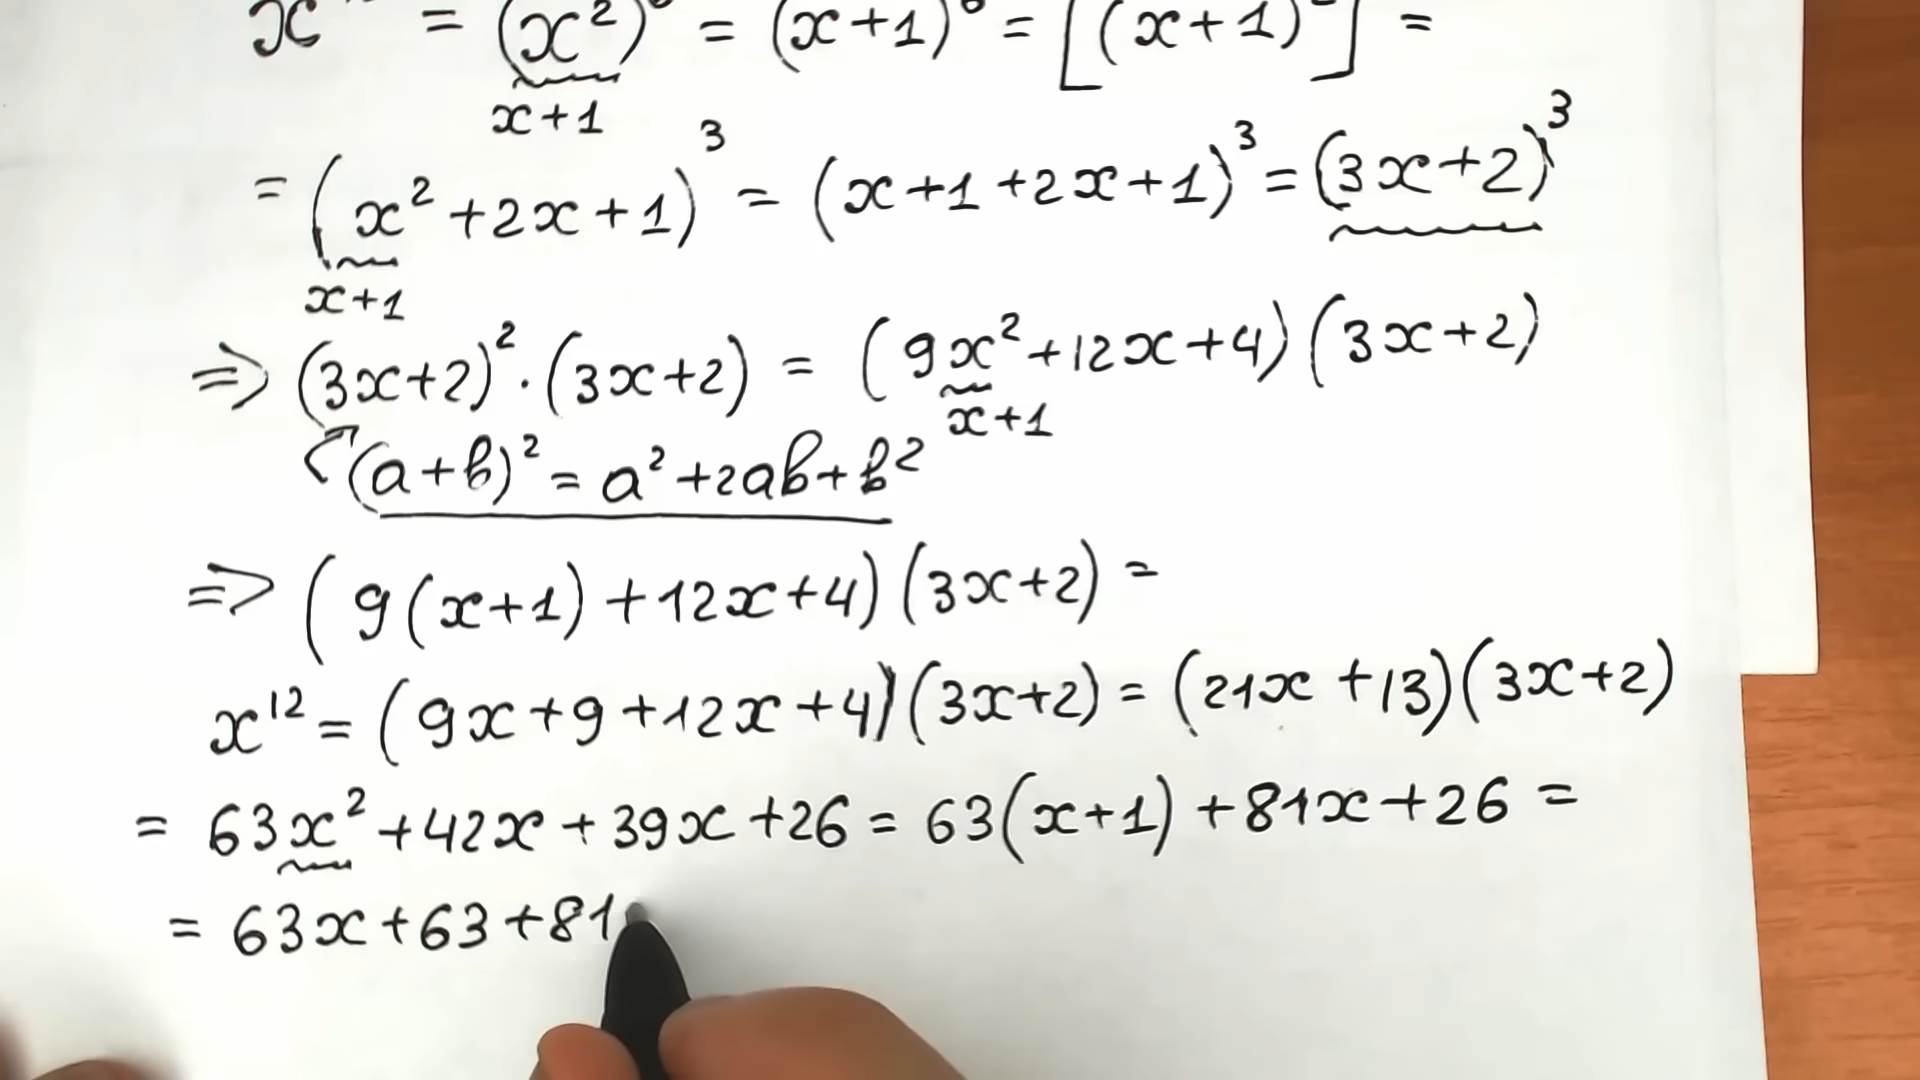 x = (x²) = (x+1) = [(x+1) ] =
x+1
= (x²+2x+1)³ = (x+1+2x+1)³ = (3x+2)³
x+1
=> (3x+2)²·(3x+2) = (9x²+12x+4)(3x+2)
x+1
(a+b)² = a²+2ab+b²
=> (9(x+1)+12x+4)(3x+2) =
x¹² = (9x+9+12x+4)(3x+2) = (21x+13)(3x+2)
= 63x²+42x+39x+26 = 63(x+1)+81x+26 =
= 63x+63+81